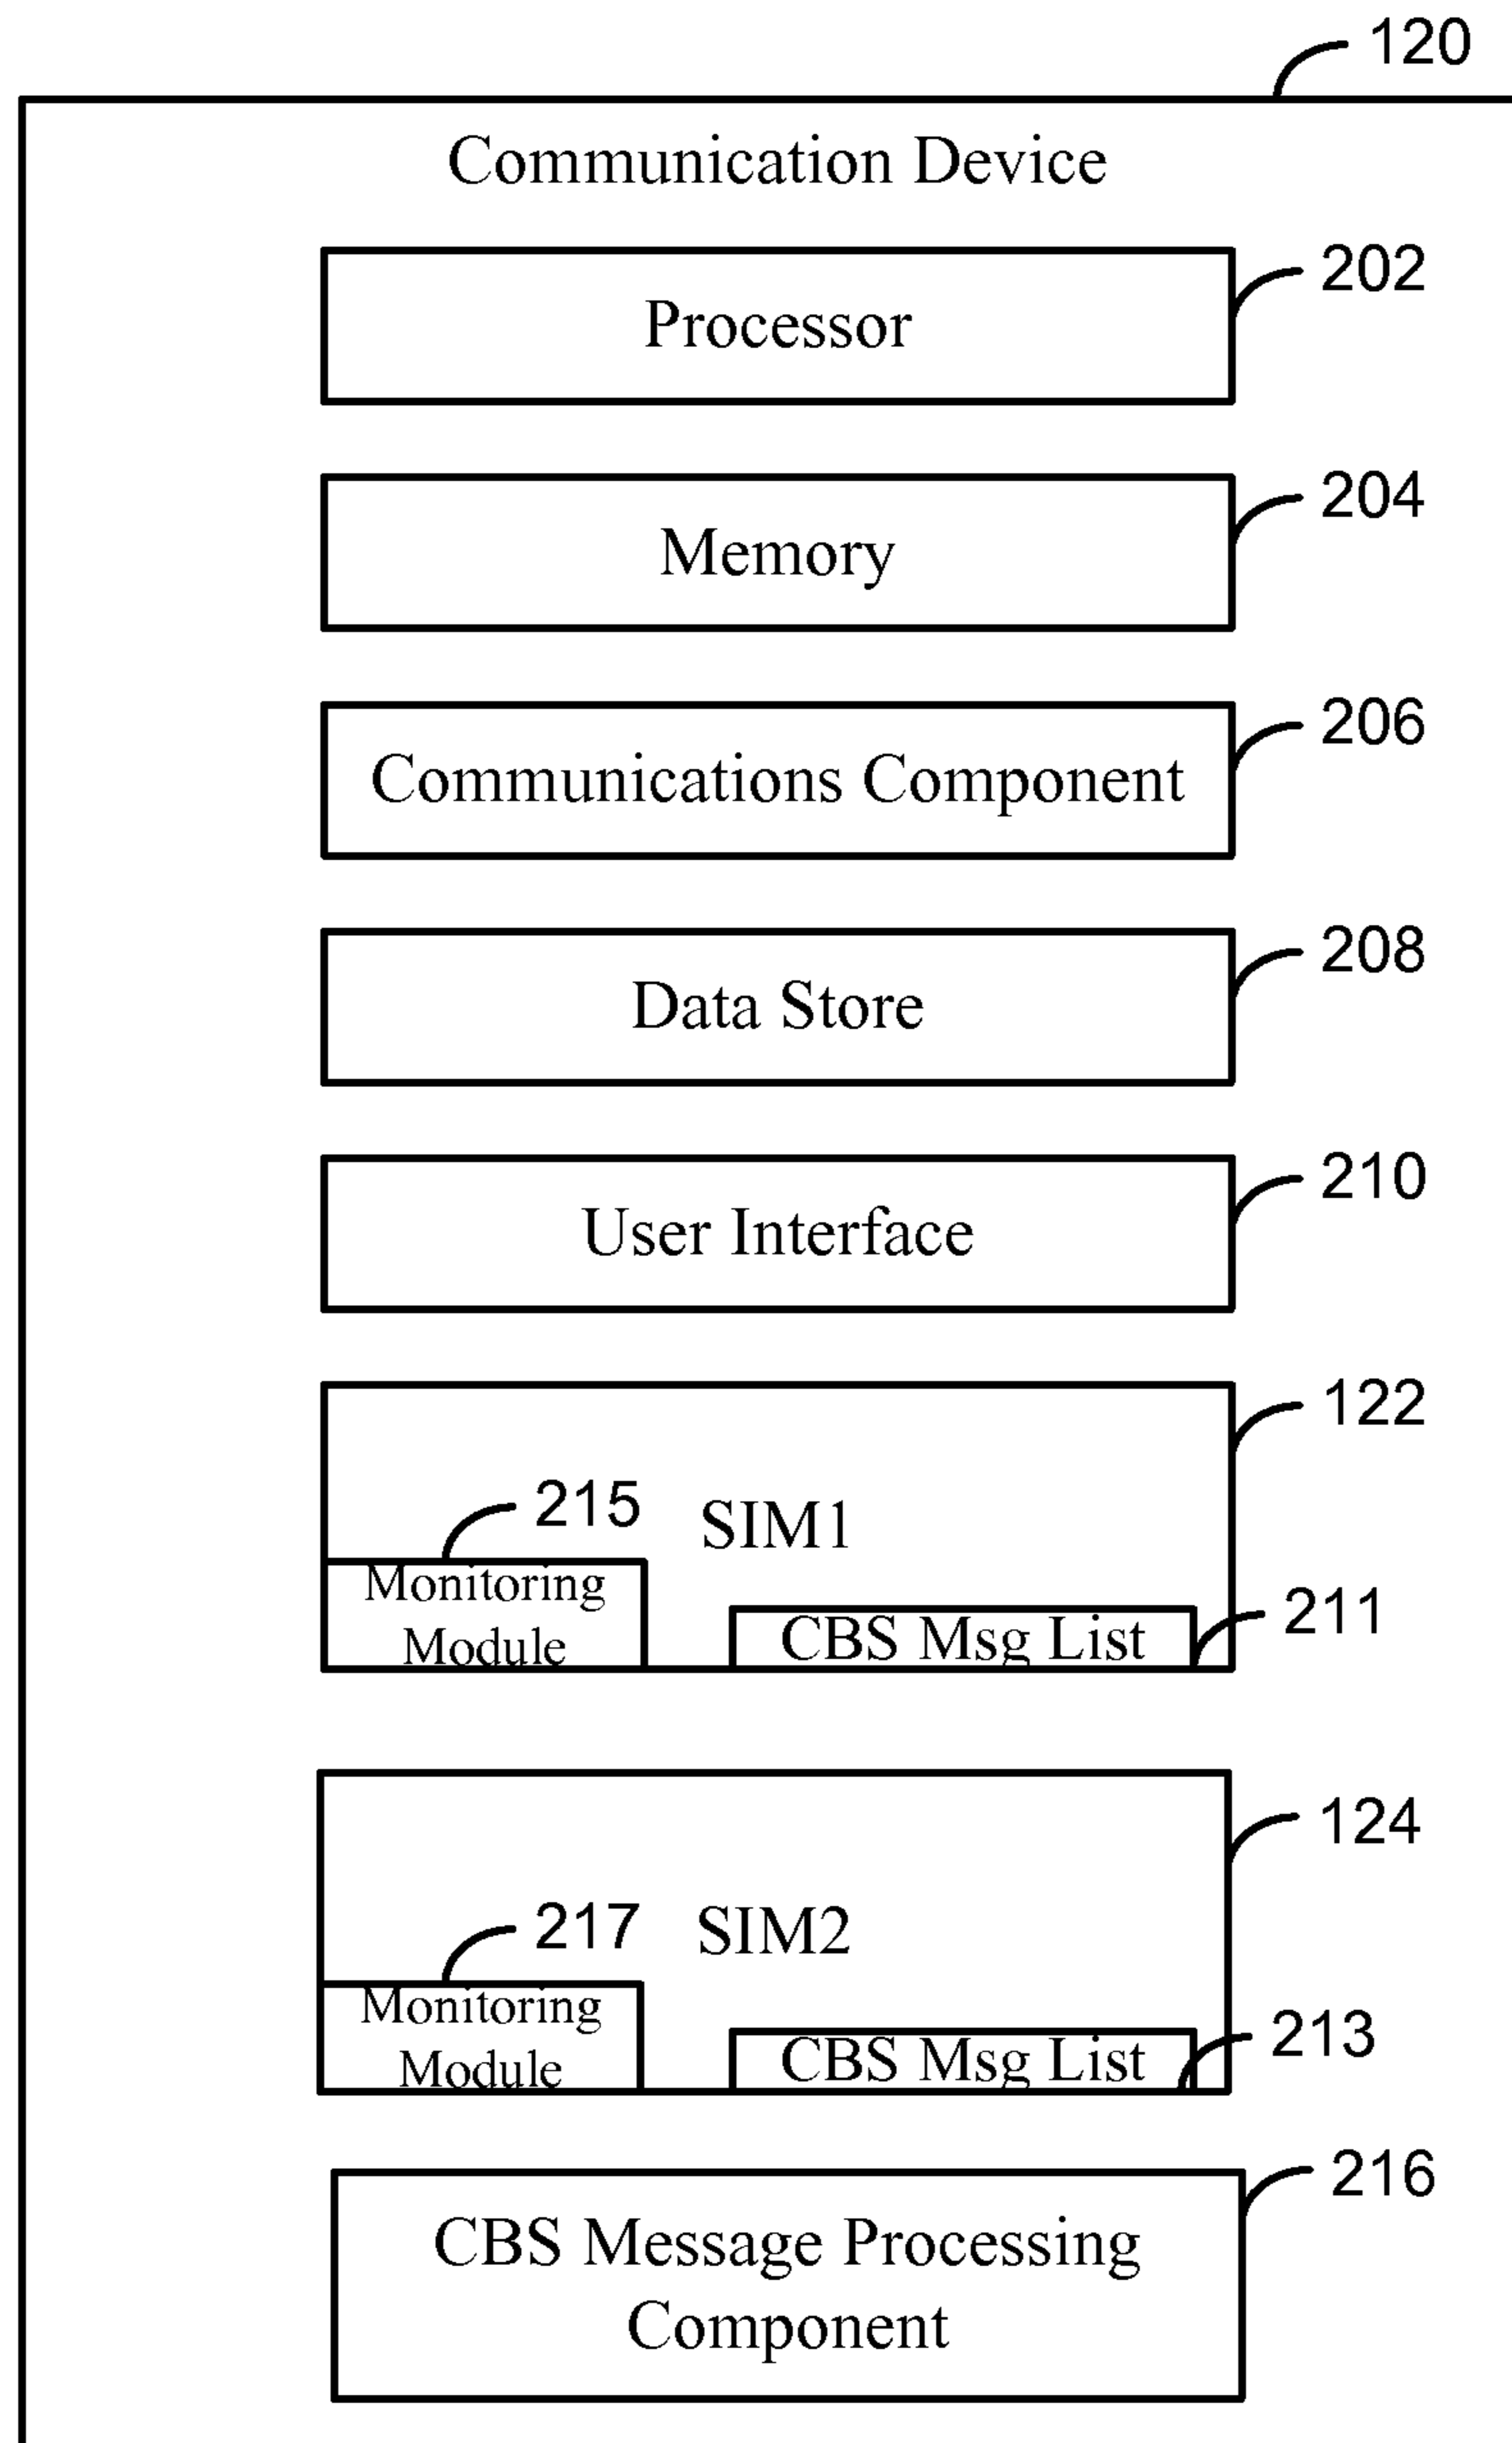 120
Communication Device
202
Processor
204
Memory
206
Communications Component
208
Data Store
210
User Interface
122
215
SIM1
Monitoring
Module
211
CBS Msg List
124
217
SIM2
Monitoring
Module
213
CBS Msg List
216
CBS Message Processing
Component